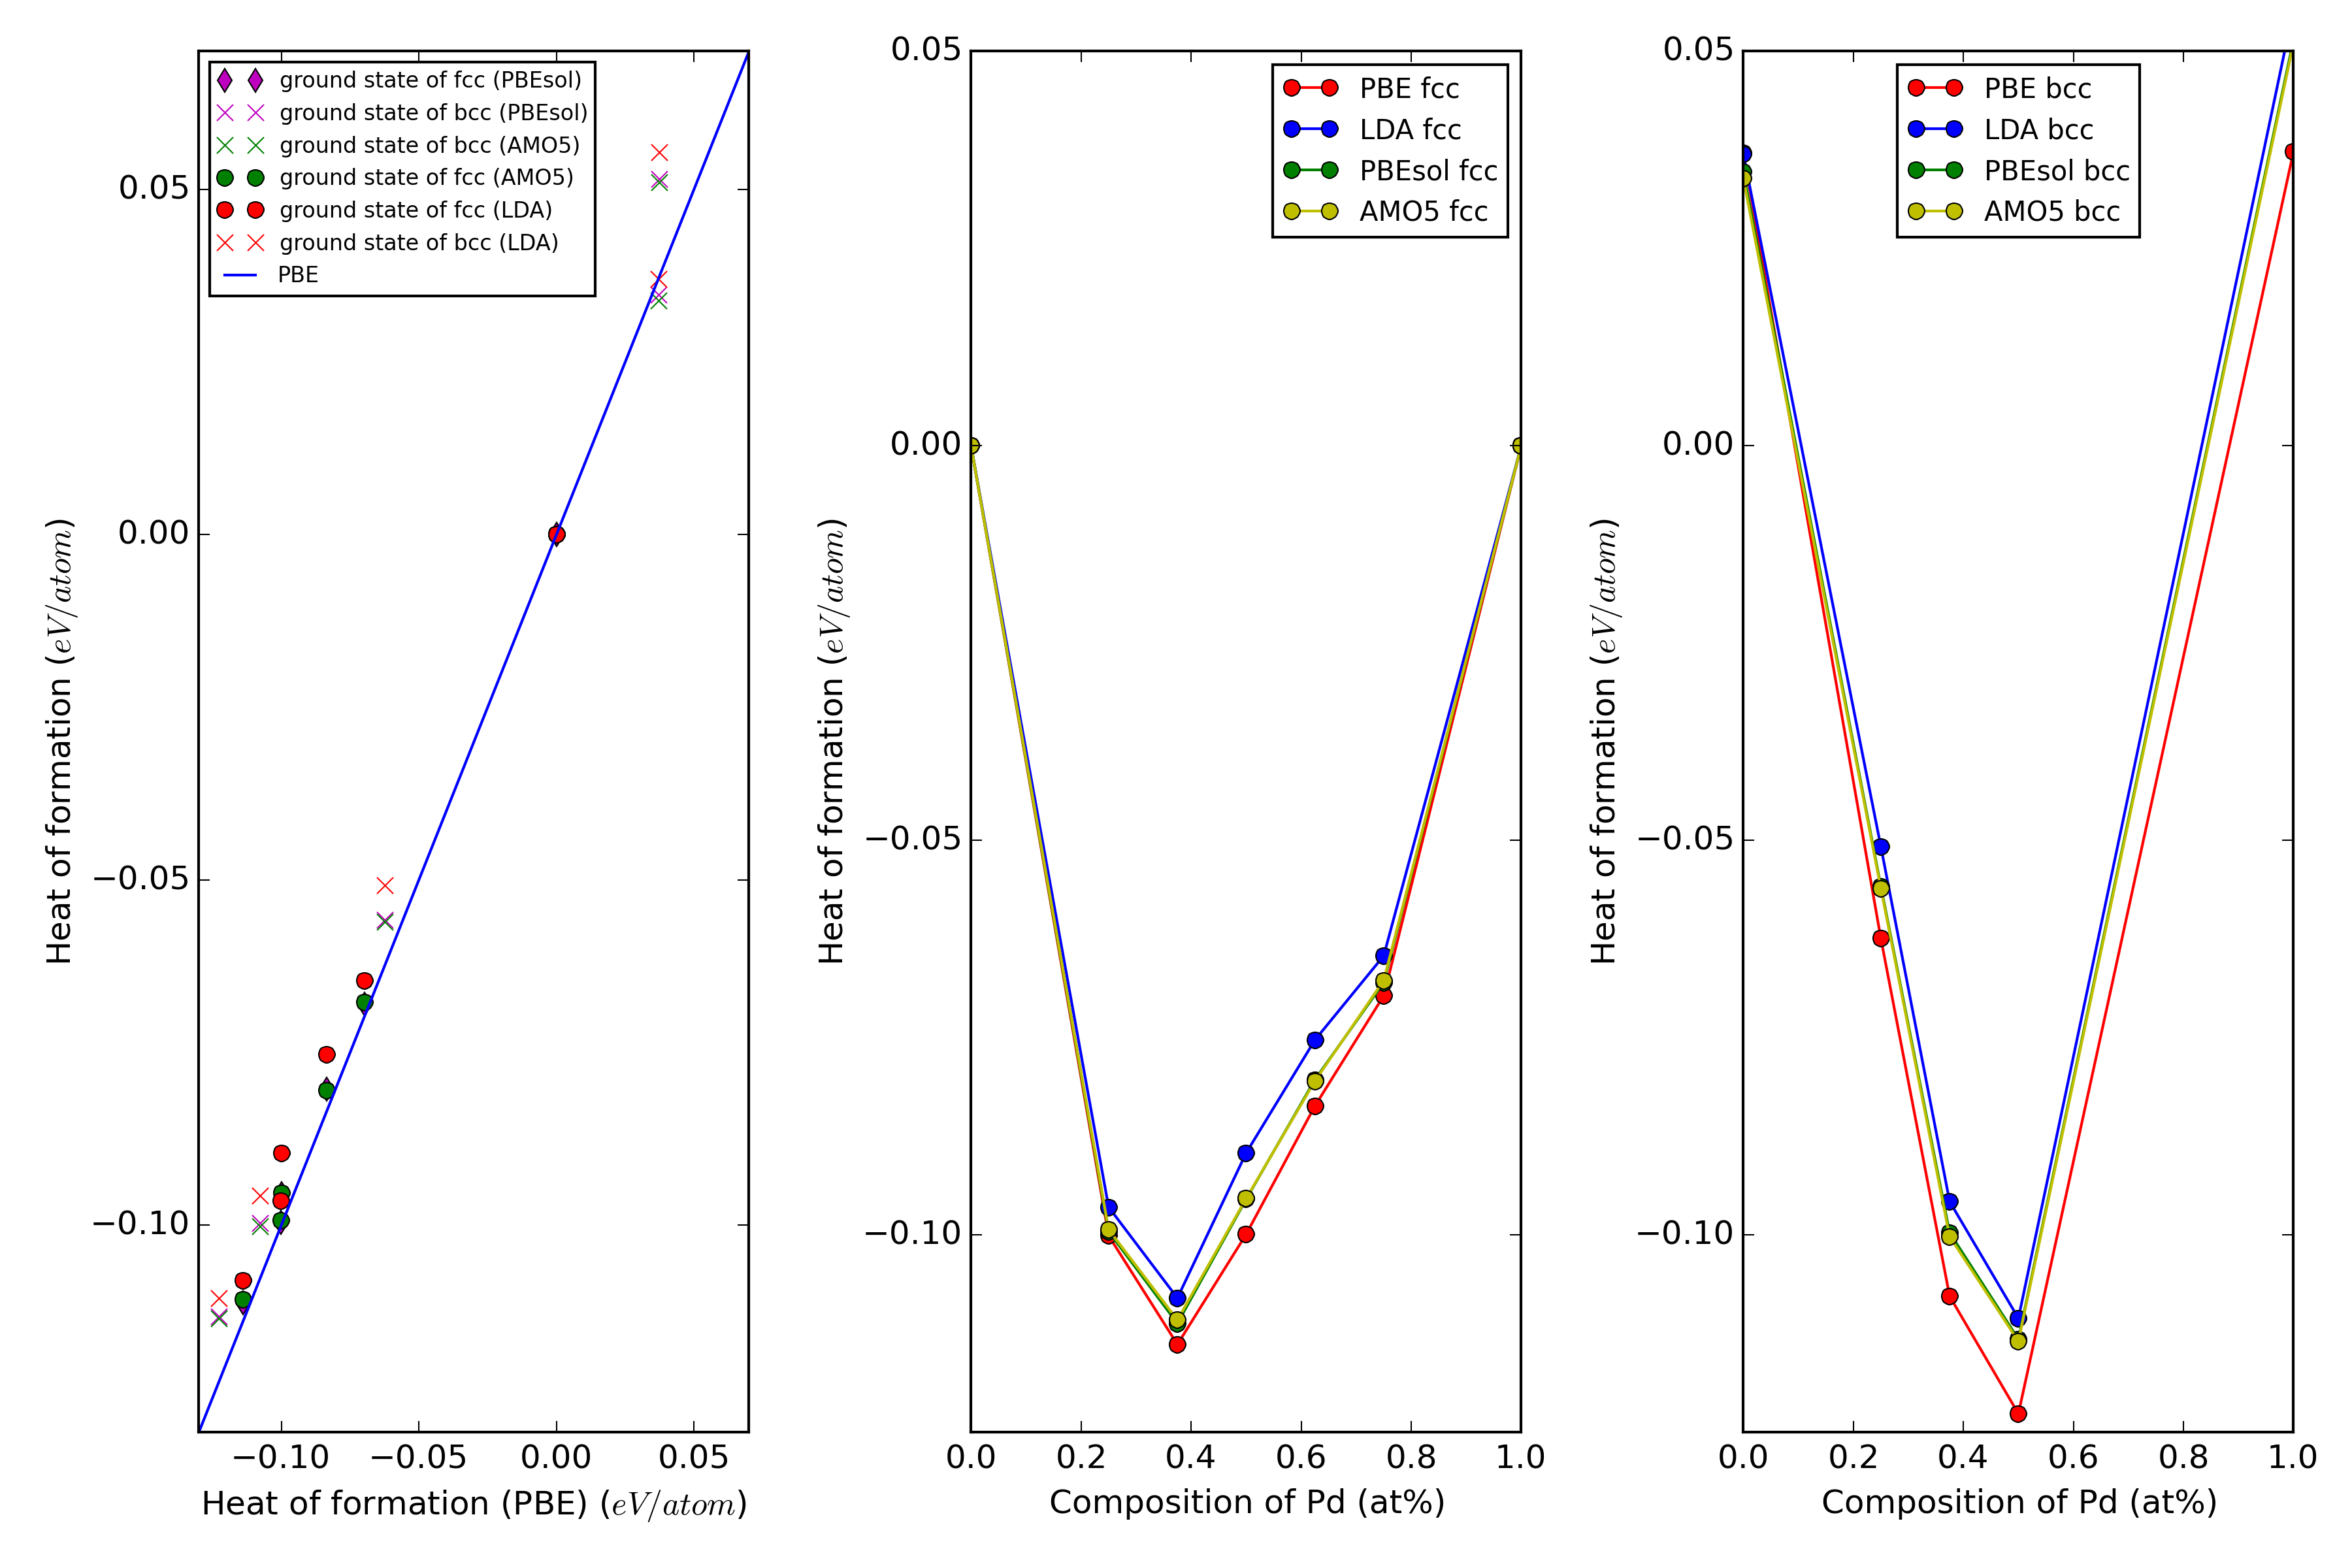 ground state of fcc (PBEsol)
ground state of bcc (PBEsol)
ground state of bcc (AMO5)
ground state of fcc (AMO5)
ground state of fcc (LDA)
ground state of bcc (LDA)
PBE
0.05
0.00
−0.05
−0.10
Heat of formation (eV/atom)
−0.10 −0.05 0.00 0.05
Heat of formation (PBE) (eV/atom)
PBE fcc
LDA fcc
PBEsol fcc
AMO5 fcc
0.05
0.00
−0.05
−0.10
Heat of formation (eV/atom)
0.0 0.2 0.4 0.6 0.8 1.0
Composition of Pd (at%)
PBE bcc
LDA bcc
PBEsol bcc
AMO5 bcc
0.05
0.00
−0.05
−0.10
Heat of formation (eV/atom)
0.0 0.2 0.4 0.6 0.8 1.0
Composition of Pd (at%)